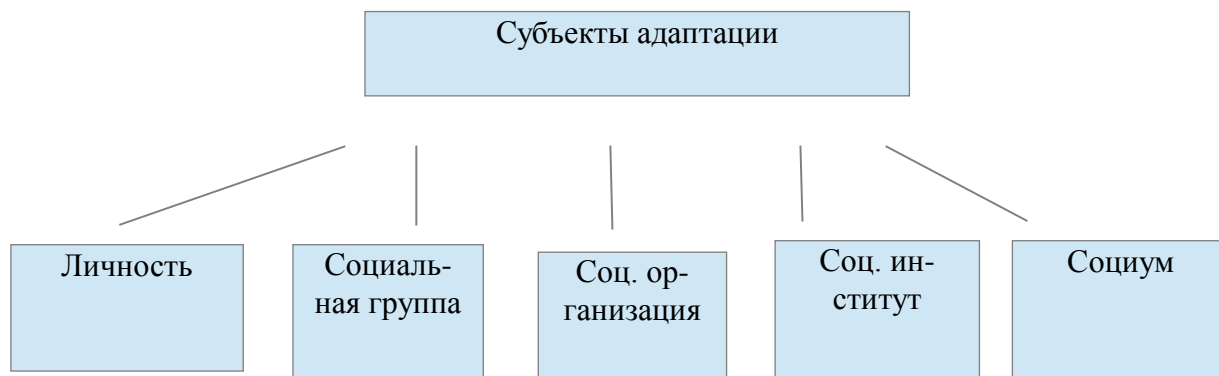 Субъекты адаптации
Личность
Социаль-
ная группа
Соц. ор-
ганизация
Соц. ин-
ститут
Социум